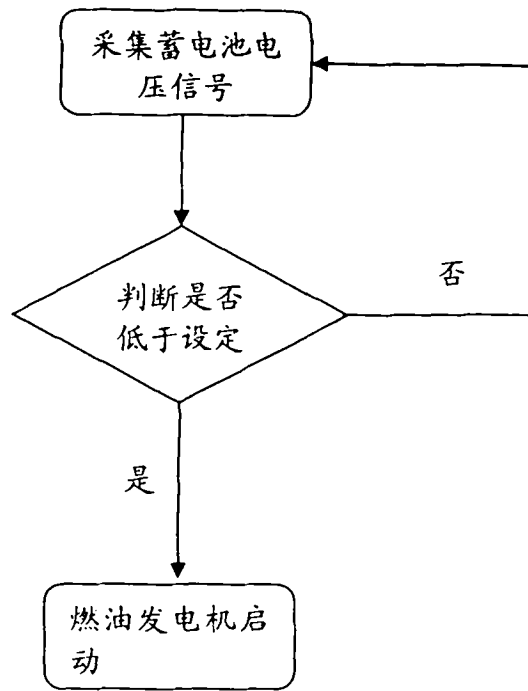 采集蓄电池电
压信号
否
判断是否
低于设定
是
燃油发电机启
动